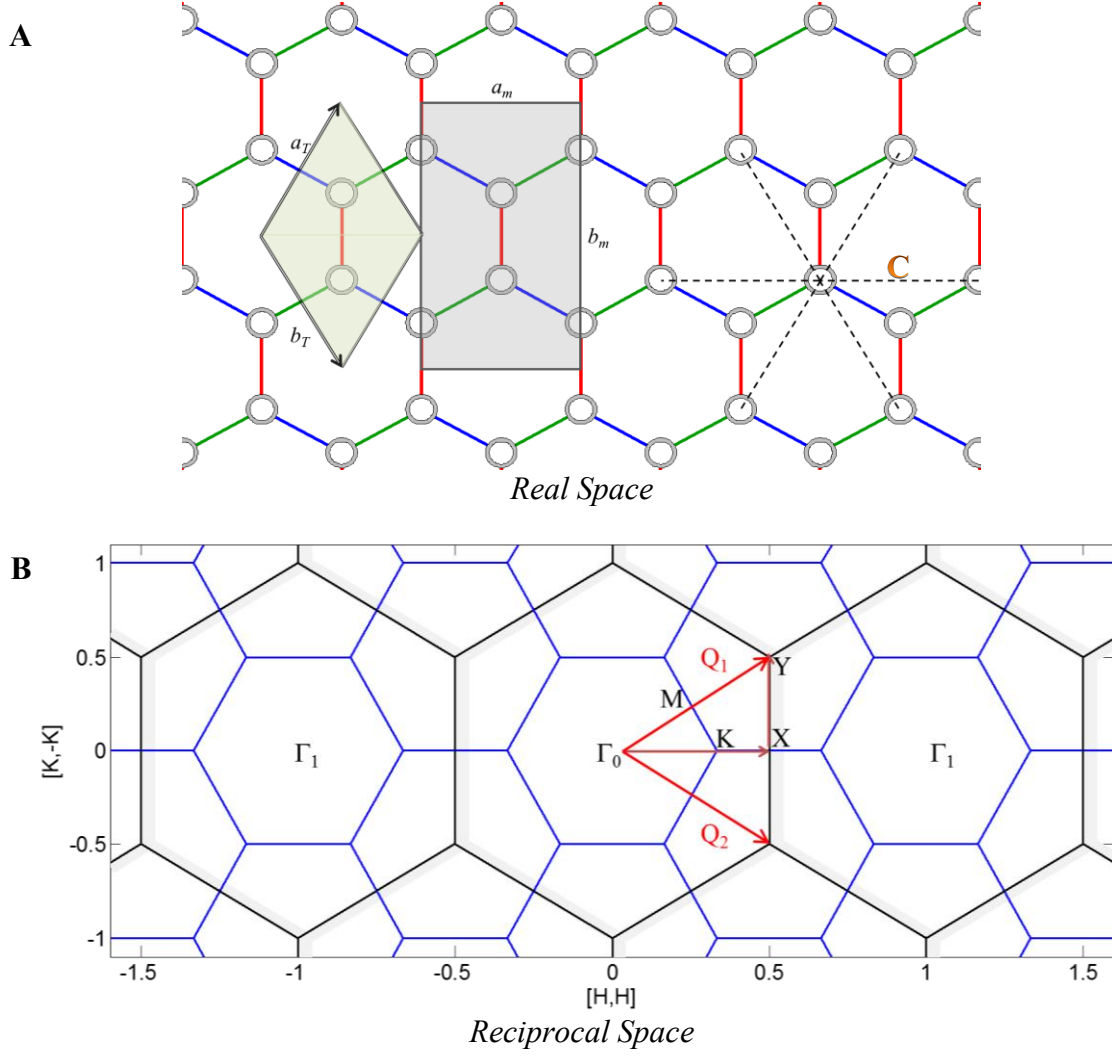 A
a_m
a_T
b_m
C
b_T
Real Space
B
1
0.5
0
-0.5
-1
[K,-K]
Q_1
Y
M
K
X
Γ_1
Γ_0
Γ_1
Q_2
-1.5
-1
-0.5
0
0.5
1
1.5
[H,H]
Reciprocal Space